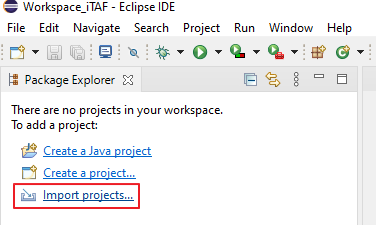 Workspace_iTAF - Eclipse IDE
File Edit Navigate Search Project Run Window Refactor
Package Explorer
There are no projects in your workspace.
To add a project:
Create a Java project
Create a project...
Import projects...